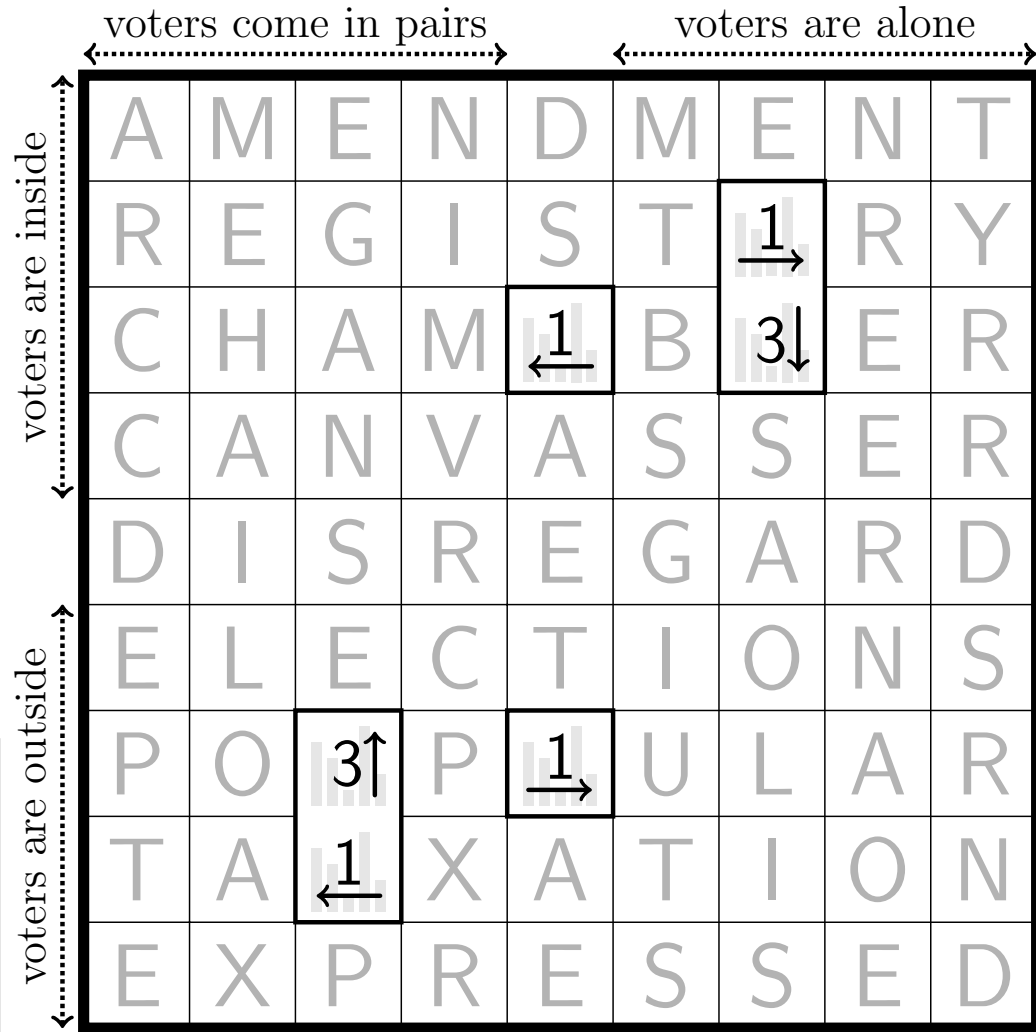 voters come in pairs voters are alone
voters are inside
voters are outside
A M E N D M E N T
R E G I S T 1→ R Y
C H A M 1← B 3↓ E R
C A N V A S S E R
D I S R E G A R D
E L E C T I O N S
P O 3↑ P 1→ U L A R
T A 1← X A T I O N
E X P R E S S E D